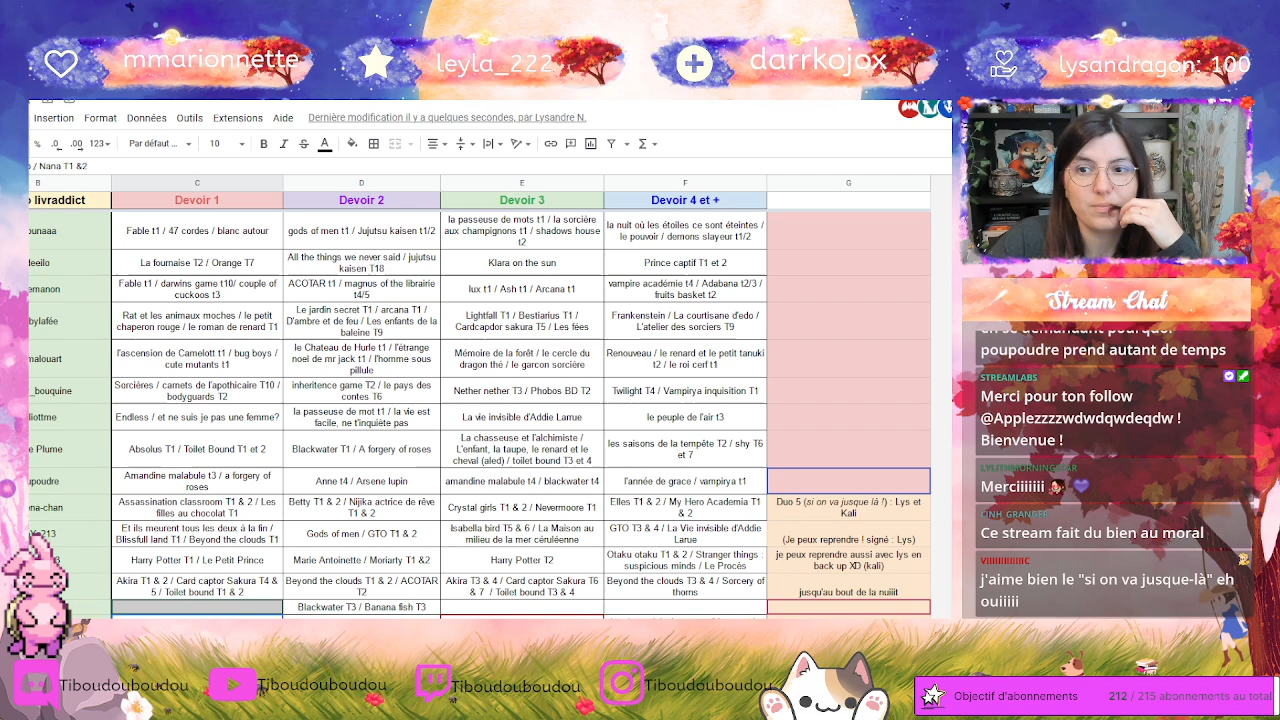 mmarionnette
leyla_222
darrkojox
lysandragon: 100
Insertion Format Données Outils Extensions Aide Dernière modification il y a quelques secondes, par Lysandre N.
% .0 .00 123 Par défaut ... 10 B I S A
/ Nana T1 &2
B C D E F G
livraddict Devoir 1 Devoir 2 Devoir 3 Devoir 4 et +
Fable t1 / 47 cordes / blanc autour
gods of men t1 / Jujutsu kaisen t1/2
la passeuse de mots t1 / la sorcière
aux champignons t1 / shadows house
t2
la nuit où les étoiles ce sont éteintes /
le pouvoir / demons slayeur t1/2
La fournaise T2 / Orange T7
All the things we never said / jujutsu
kaisen T18
Klara on the sun
Prince captif T1 et 2
emanon
Fable t1 / darwins game t10/ couple of
cuckoos t3
ACOTAR t1 / magnus of the librairie
t4/5
lux t1 / Ash t1 / Arcana t1
vampire académie t4 / Adabana t2/3 /
fruits basket t2
bylafée
Rat et les animaux moches / le petit
chaperon rouge / le roman de renard T1
Le jardin secret T1 / arcana T1 /
D'ambre et de feu / Les enfants de la
baleine T9
Lightfall T1 / Bestiarius T1 /
Cardcapdor sakura T5 / Les fées
Frankenstein / La courtisane d'edo /
L'atelier des sorciers T9
malouart
l'ascension de Camelott t1 / bug boys /
cute mutants t1
le Chateau de Hurle t1 / l'étrange
noel de mr jack t1 / l'homme sous
pillule
Mémoire de la forêt / le cercle du
dragon thé / le garcon sorcière
Renouveau / le renard et le petit tanuki
t2 / le roi cerf t1
_bouquine
Sorcières / carnets de l'apothicaire T10 /
bodyguards T2
inheritence game T2 / le pays des
contes T6
Nether nether T3 / Phobos BD T2
Twilight T4 / Vampirya inquisition T1
liottme
Endless / et ne suis je pas une femme?
la passeuse de mot t1 / la vie est
facile, ne t'inquiète pas
La vie invisible d'Addie Larrue
le peuple de l'air t3
e Plume
Absolus T1 / Toilet Bound T1 et 2
Blackwater T1 / A forgery of roses
La chasseuse et l'alchimiste /
L'enfant, la taupe, le renard et le
cheval (aled) / toilet bound T3 et 4
les saisons de la tempête T2 / shy T6
et 7
upoudre
Amandine malabule t3 / a forgery of
roses
Anne t4 / Arsene lupin
amandine malabule t4 / blackwater t4
l'année de grace / vampirya t1
na-chan
Assassination classroom T1 & 2 / Les
filles au chocolat T1
Betty T1 & 2 / Nijika actrice de rêve
T1 & 2
Crystal girls T1 & 2 / Nevermoore T1
Elles T1 & 2 / My Hero Academia T1
& 2
Duo 5 (si on va jusque là !) : Lys et
Kali
213
Et ils meurent tous les deux à la fin /
Blissfull land T1 / Beyond the clouds T1
Gods of men / GTO T1 & 2
Isabella bird T5 & 6 / La Maison au
milieu de la mer céruléenne
GTO T3 & 4 / La Vie invisible d'Addie
Larue
(Je peux reprendre ! signé : Lys)
Harry Potter T1 / Le Petit Prince
Marie Antoinette / Moriarty T1 &2
Harry Potter T2
Otaku otaku T1 & 2 / Stranger things :
suspicious minds / Le Procès
je peux reprendre aussi avec lys en
back up XD (kali)
Akira T1 & 2 / Card captor Sakura T4 &
5 / Toilet bound T1 & 2
Beyond the clouds T1 & 2 / ACOTAR
T2
Akira T3 & 4 / Card captor Sakura T6
& 7 / Toilet bound T3 & 4
Beyond the clouds T3 & 4 / Sorcery of
thorns
jusqu'au bout de la nuiiit
Blackwater T3 / Banana fish T3
Stream Chat
en se demandant pourquoi
poupoudre prend autant de temps
STREAMLABS
Merci pour ton follow
@Applezzzzwdwdqwdeqdw !
Bienvenue !
Merciiiiii
LINH_GRANGER
Ce stream fait du bien au moral
VIIIIIIIIIIIC
j'aime bien le "si on va jusque-là" eh
ouiiiii
Tiboudouboudou
Tiboudouboudou
Tiboudouboudou
Tiboudouboudou
Objectif d'abonnements 212 / 215 abonnements au total